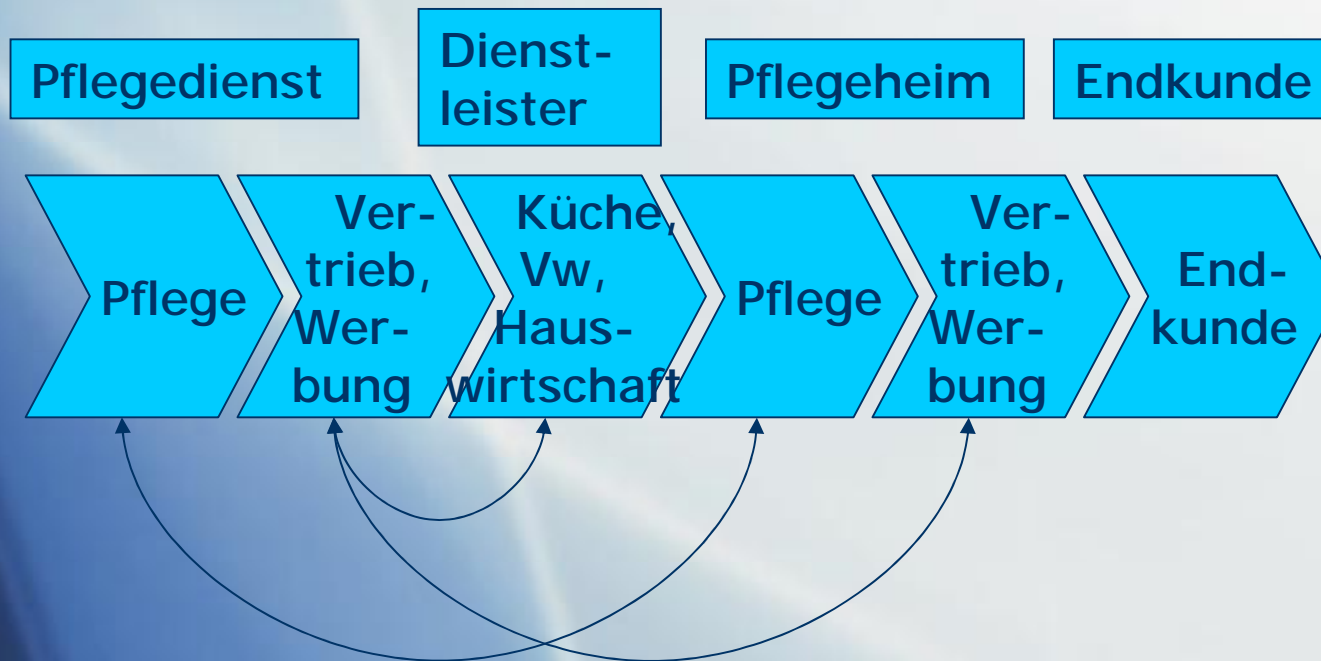 Pflegedienst
Dienst-
leister
Pflegeheim
Endkunde
Pflege
Ver-
trieb,
Wer-
bung
Küche,
Vw,
Haus-
wirtschaft
Pflege
Ver-
trieb,
Wer-
bung
End-
kunde